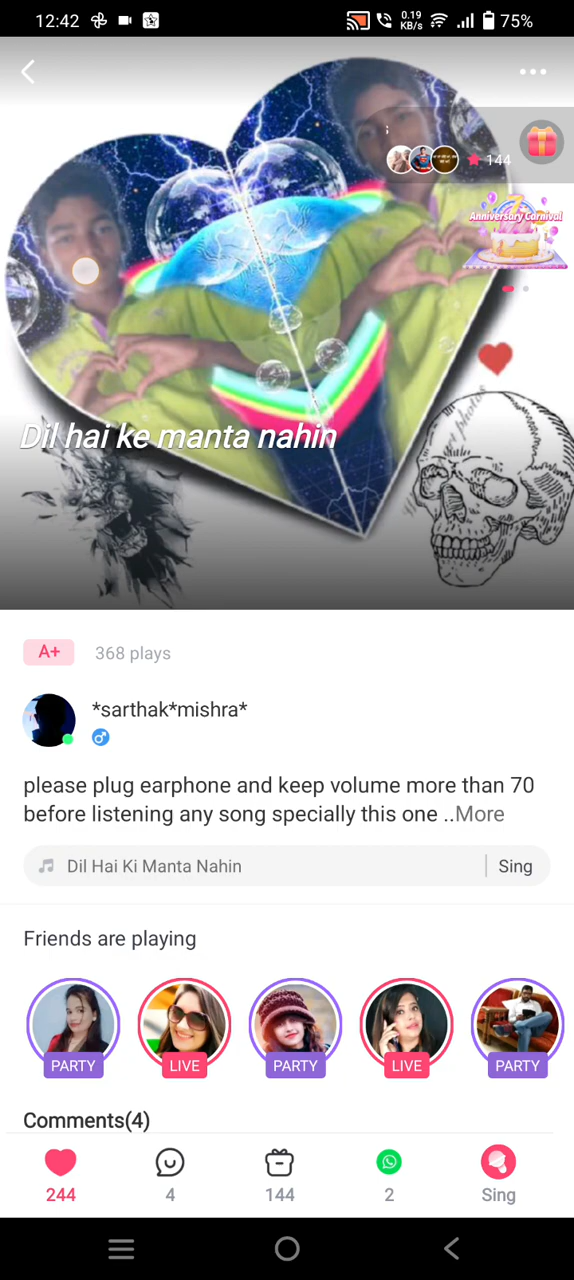 12:42
0.19
KB/s
75%
144
Anniversary Carnival
Dil hai ke manta nahin
A+
368 plays
*sarthak*mishra*
please plug earphone and keep volume more than 70
before listening any song specially this one ..More
Dil Hai Ki Manta Nahin
Sing
Friends are playing
PARTY
LIVE
PARTY
LIVE
PARTY
Comments(4)
244
4
144
2
Sing